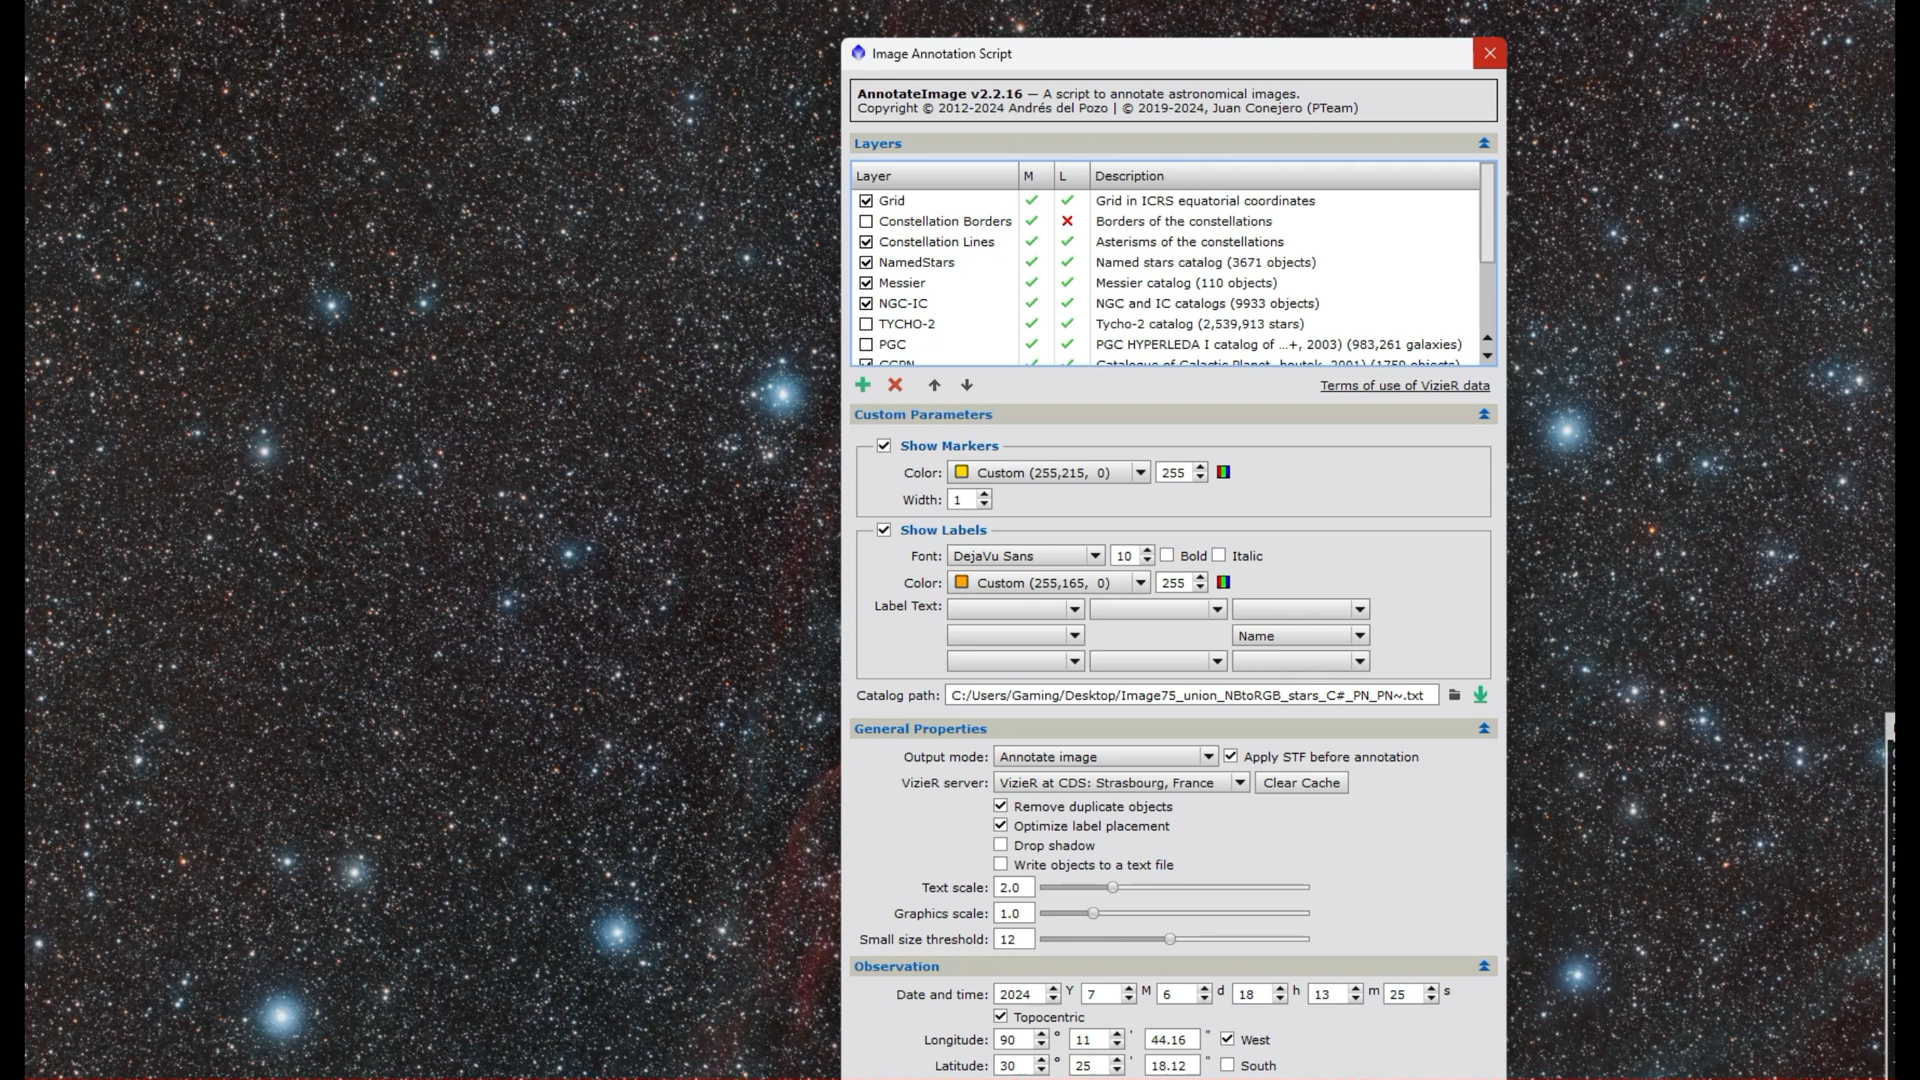 Image Annotation Script
AnnotateImage v2.2.16 — A script to annotate astronomical images.
Copyright © 2012-2024 Andrés del Pozo | © 2019-2024, Juan Conejero (PTeam)
Layers
Layer M L Description
Grid Grid in ICRS equatorial coordinates
Constellation Borders Borders of the constellations
Constellation Lines Asterisms of the constellations
NamedStars Named stars catalog (3671 objects)
Messier Messier catalog (110 objects)
NGC-IC NGC and IC catalogs (9933 objects)
TYCHO-2 Tycho-2 catalog (2,539,913 stars)
PGC PGC HYPERLEDA I catalog of ...+, 2003) (983,261 galaxies)
Terms of use of VizieR data
Custom Parameters
Show Markers
Color: Custom (255,215, 0) 255
Width: 1
Show Labels
Font: DejaVu Sans 10 Bold Italic
Color: Custom (255,165, 0) 255
Label Text:
Name
Catalog path: C:/Users/Gaming/Desktop/Image75_union_NBtoRGB_stars_C#_PN_PN~.txt
General Properties
Output mode: Annotate image Apply STF before annotation
VizieR server: VizieR at CDS: Strasbourg, France Clear Cache
Remove duplicate objects
Optimize label placement
Drop shadow
Write objects to a text file
Text scale: 2.0
Graphics scale: 1.0
Small size threshold: 12
Observation
Date and time: 2024 Y 7 M 6 d 18 h 13 m 25 s
Topocentric
Longitude: 90 ° 11 ' 44.16 " West
Latitude: 30 ° 25 ' 18.12 " South